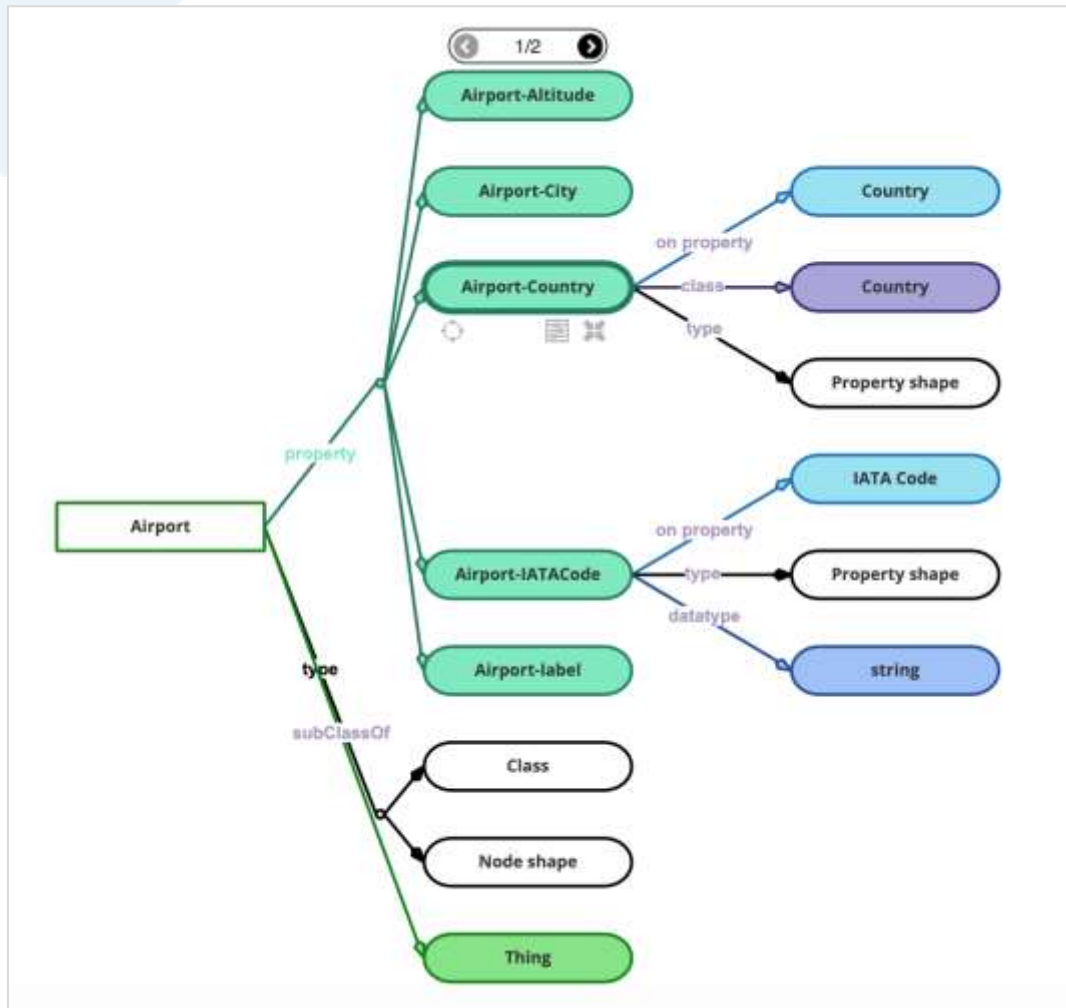 1/2
Airport-Altitude
Airport-City
Country
on property
Airport-Country
class
Country
type
Property shape
property
IATA Code
Airport
on property
Airport-IATACode
type
Property shape
datatype
Airport-label
string
type
subClassOf
Class
Node shape
Thing